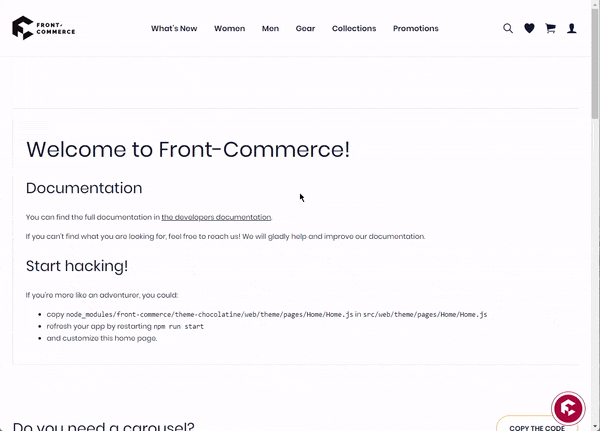 FRONT-
COMMERCE
What's New Women Men Gear Collections Promotions
Welcome to Front-Commerce!
Documentation
You can find the full documentation in the developers documentation.
If you can't find what you are looking for, feel free to reach us! We will gladly help and improve our documentation.
Start hacking!
If you're more like an adventurer, you could:
• copy node_modules/front-commerce/theme-chocolatine/web/theme/pages/Home/Home.js in src/web/theme/pages/Home/Home.js
• refresh your app by restarting npm run start
• and customize this home page.
Do you need a carousel?
COPY THE CODE